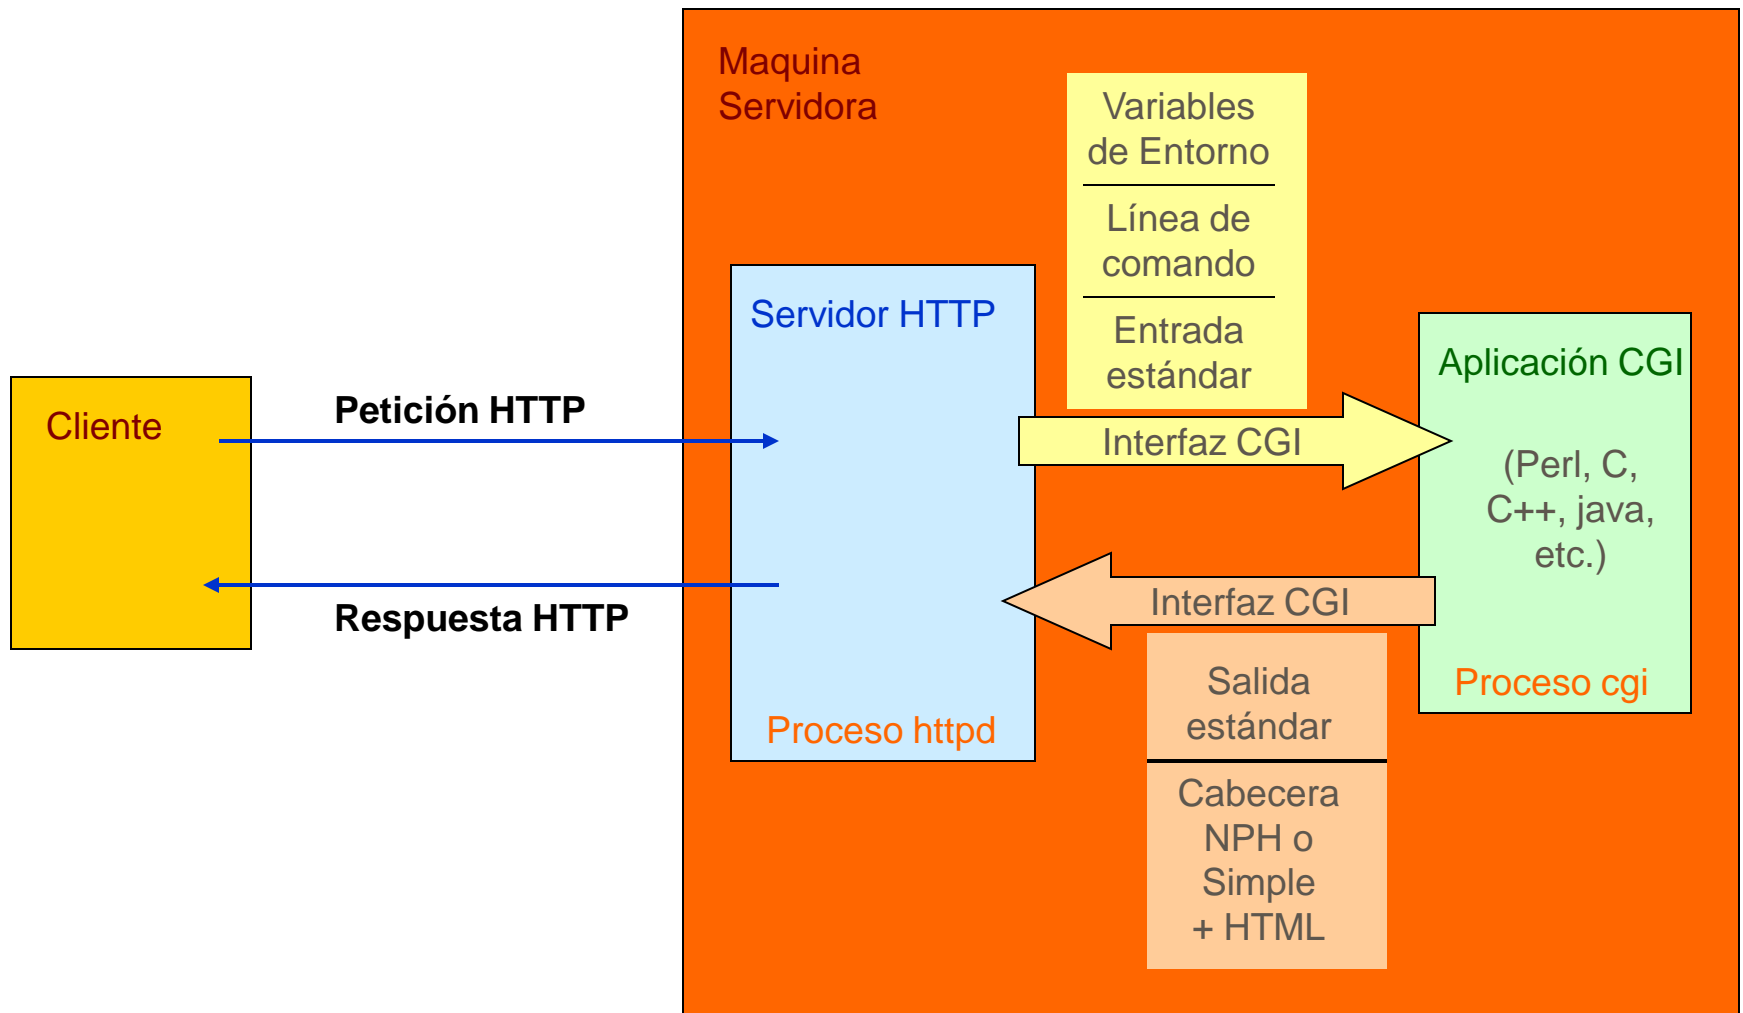 Maquina
Servidora
Variables
de Entorno
Línea de
comando
Entrada
estándar
Servidor HTTP
Aplicación CGI
Cliente
Petición HTTP
Interfaz CGI
(Perl, C,
C++, java,
etc.)
Respuesta HTTP
Interfaz CGI
Proceso cgi
Salida
estándar
Proceso httpd
Cabecera
NPH o
Simple
+ HTML